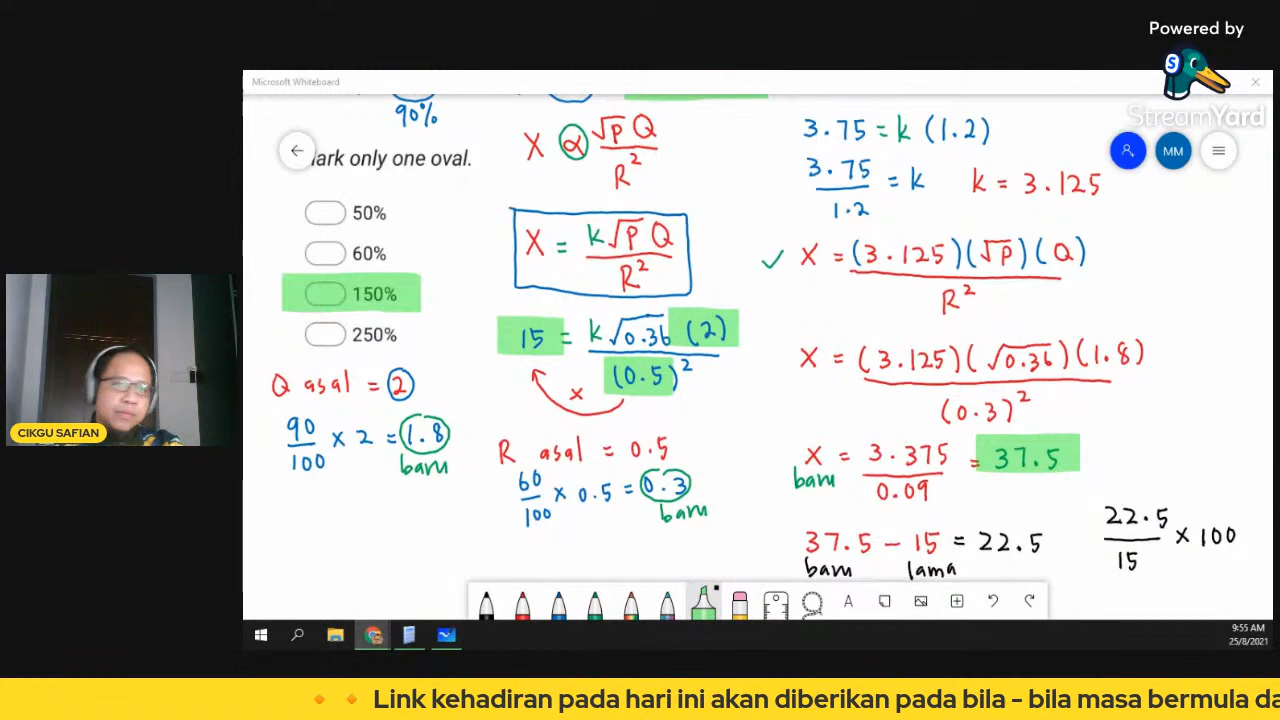 Powered by
StreamYard
Microsoft Whiteboard
90%
ark only one oval.
50%
60%
150%
250%
Q asal = 2
90/100 × 2 = 1.8
baru
X ∝ √P Q / R²
X = k√P Q / R²
15 = k√0.36 (2) / (0.5)²
×
R asal = 0.5
60/100 × 0.5 = 0.3
baru
3.75 = k (1.2)
3.75/1.2 = k k = 3.125
✓ X = (3.125)(√P)(Q) / R²
X = (3.125)(√0.36)(1.8) / (0.3)²
X = 3.375/0.09 = 37.5
baru
37.5 − 15 = 22.5
baru lama
22.5/15 × 100
MM
CIKGU SAFIAN
A
9:55 AM
25/8/2021
Link kehadiran pada hari ini akan diberikan pada bila - bila masa bermula da